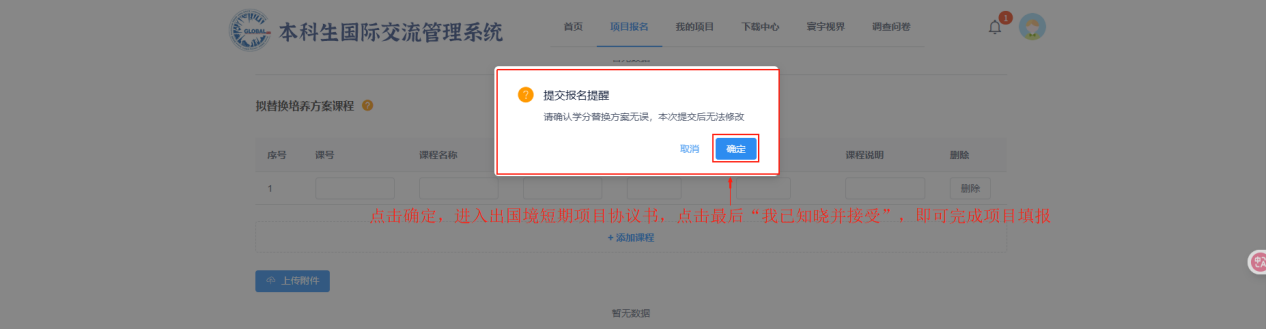 GLOBAL
本科生国际交流管理系统
首页 项目报名 我的项目 下载中心 寰宇视界 调查问卷
1
拟替换培养方案课程 ?
? 提交报名提醒
请确认学分替换方案无误，本次提交后无法修改
取消 确定
序号 课号 课程名称 课程说明 删除
1 删除
点击确定，进入出国境短期项目协议书，点击最后“我已知晓并接受”，即可完成项目填报
+ 添加课程
上传附件
暂无数据